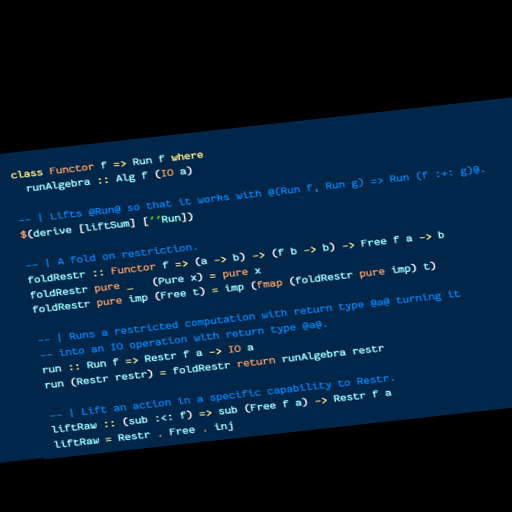 class Functor f => Run f where
  runAlgebra :: Alg f (IO a)

-- | Lifts @Run@ so that it works with @(Run f, Run g) => Run (f :+: g)@.
$(derive [liftSum] [''Run])

-- | A fold on restriction.
foldRestr :: Functor f => (a -> b) -> (f b -> b) -> Free f a -> b
foldRestr pure _   (Pure x) = pure x
foldRestr pure imp (Free t) = imp (fmap (foldRestr pure imp) t)

-- | Runs a restricted computation with return type @a@ turning it
-- into an IO operation with return type @a@.
run :: Run f => Restr f a -> IO a
run (Restr restr) = foldRestr return runAlgebra restr

-- | Lift an action in a specific capability to Restr.
liftRaw :: (sub :<: f) => sub (Free f a) -> Restr f a
liftRaw = Restr . Free . inj